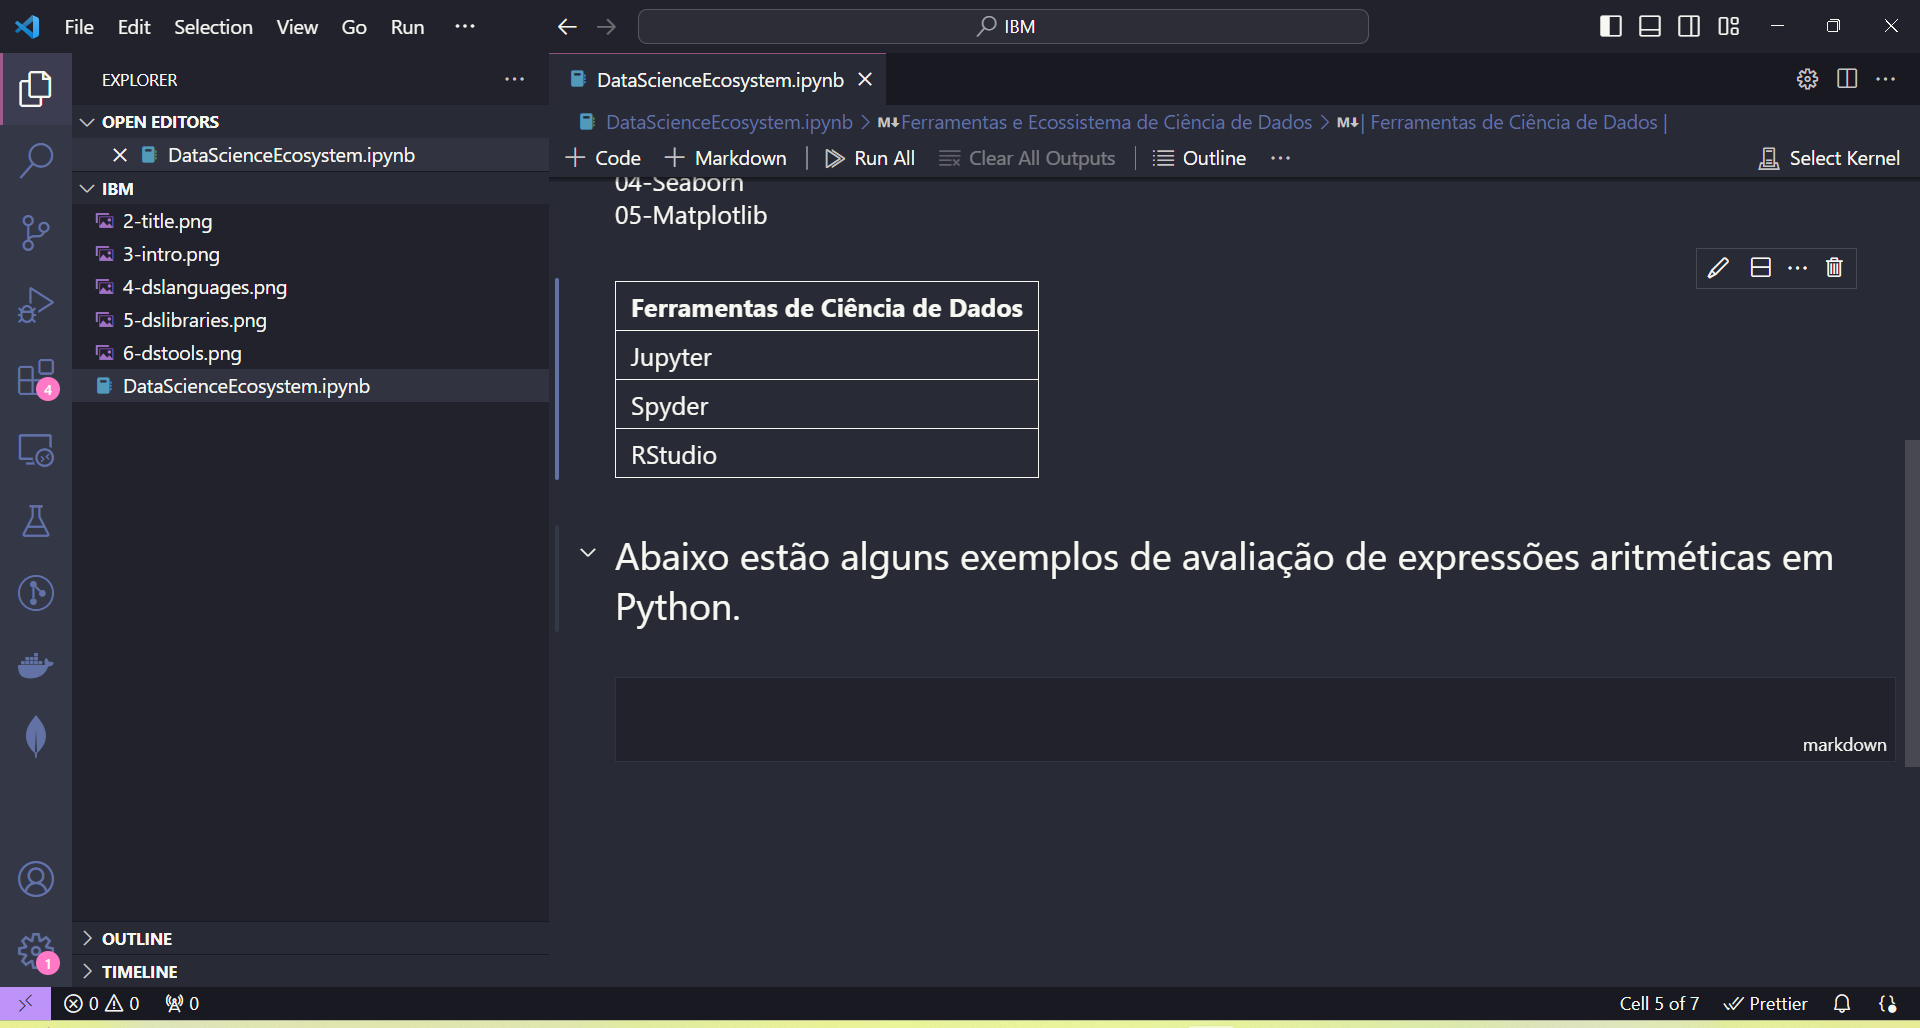 File Edit Selection View Go Run ···
IBM
EXPLORER ···
OPEN EDITORS
DataScienceEcosystem.ipynb
IBM
2-title.png
3-intro.png
4-dslanguages.png
5-dslibraries.png
6-dstools.png
DataScienceEcosystem.ipynb
4
1
OUTLINE
TIMELINE
DataScienceEcosystem.ipynb
DataScienceEcosystem.ipynb > M↓Ferramentas e Ecossistema de Ciência de Dados > M↓| Ferramentas de Ciência de Dados |
+ Code + Markdown | Run All Clear All Outputs | Outline ··· Select Kernel
04-Seaborn
05-Matplotlib
Ferramentas de Ciência de Dados
Jupyter
Spyder
RStudio
Abaixo estão alguns exemplos de avaliação de expressões aritméticas em
Python.
markdown
0 0 0 Cell 5 of 7 Prettier